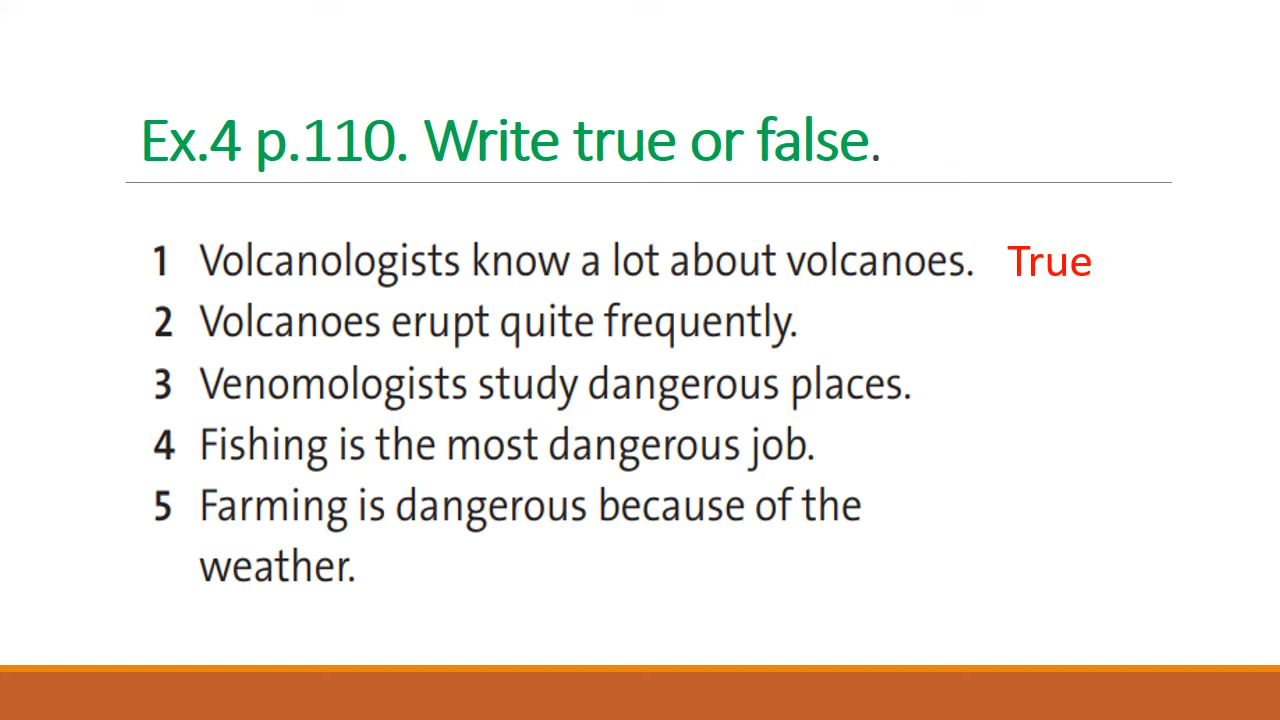 Ex.4 p.110. Write true or false.
1 Volcanologists know a lot about volcanoes. True
2 Volcanoes erupt quite frequently.
3 Venomologists study dangerous places.
4 Fishing is the most dangerous job.
5 Farming is dangerous because of the
weather.